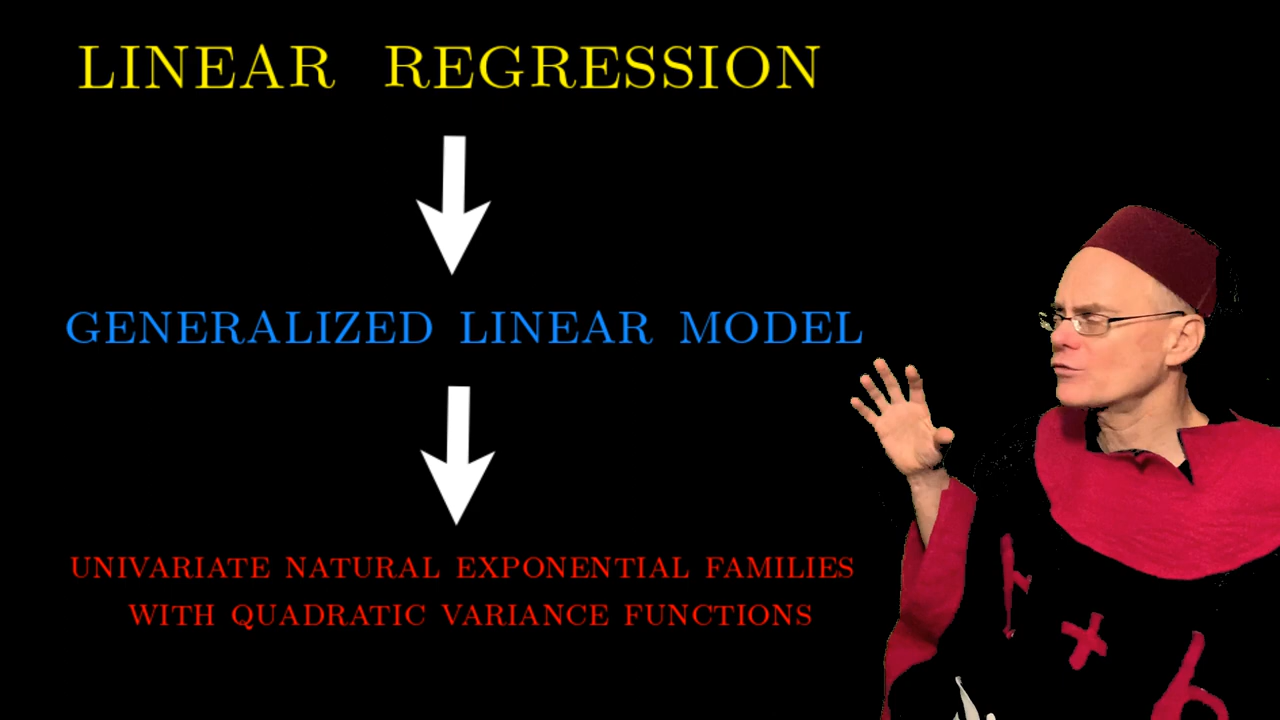 LINEAR REGRESSION
GENERALIZED LINEAR MODEL
UNIVARIATE NATURAL EXPONENTIAL FAMILIES
WITH QUADRATIC VARIANCE FUNCTIONS